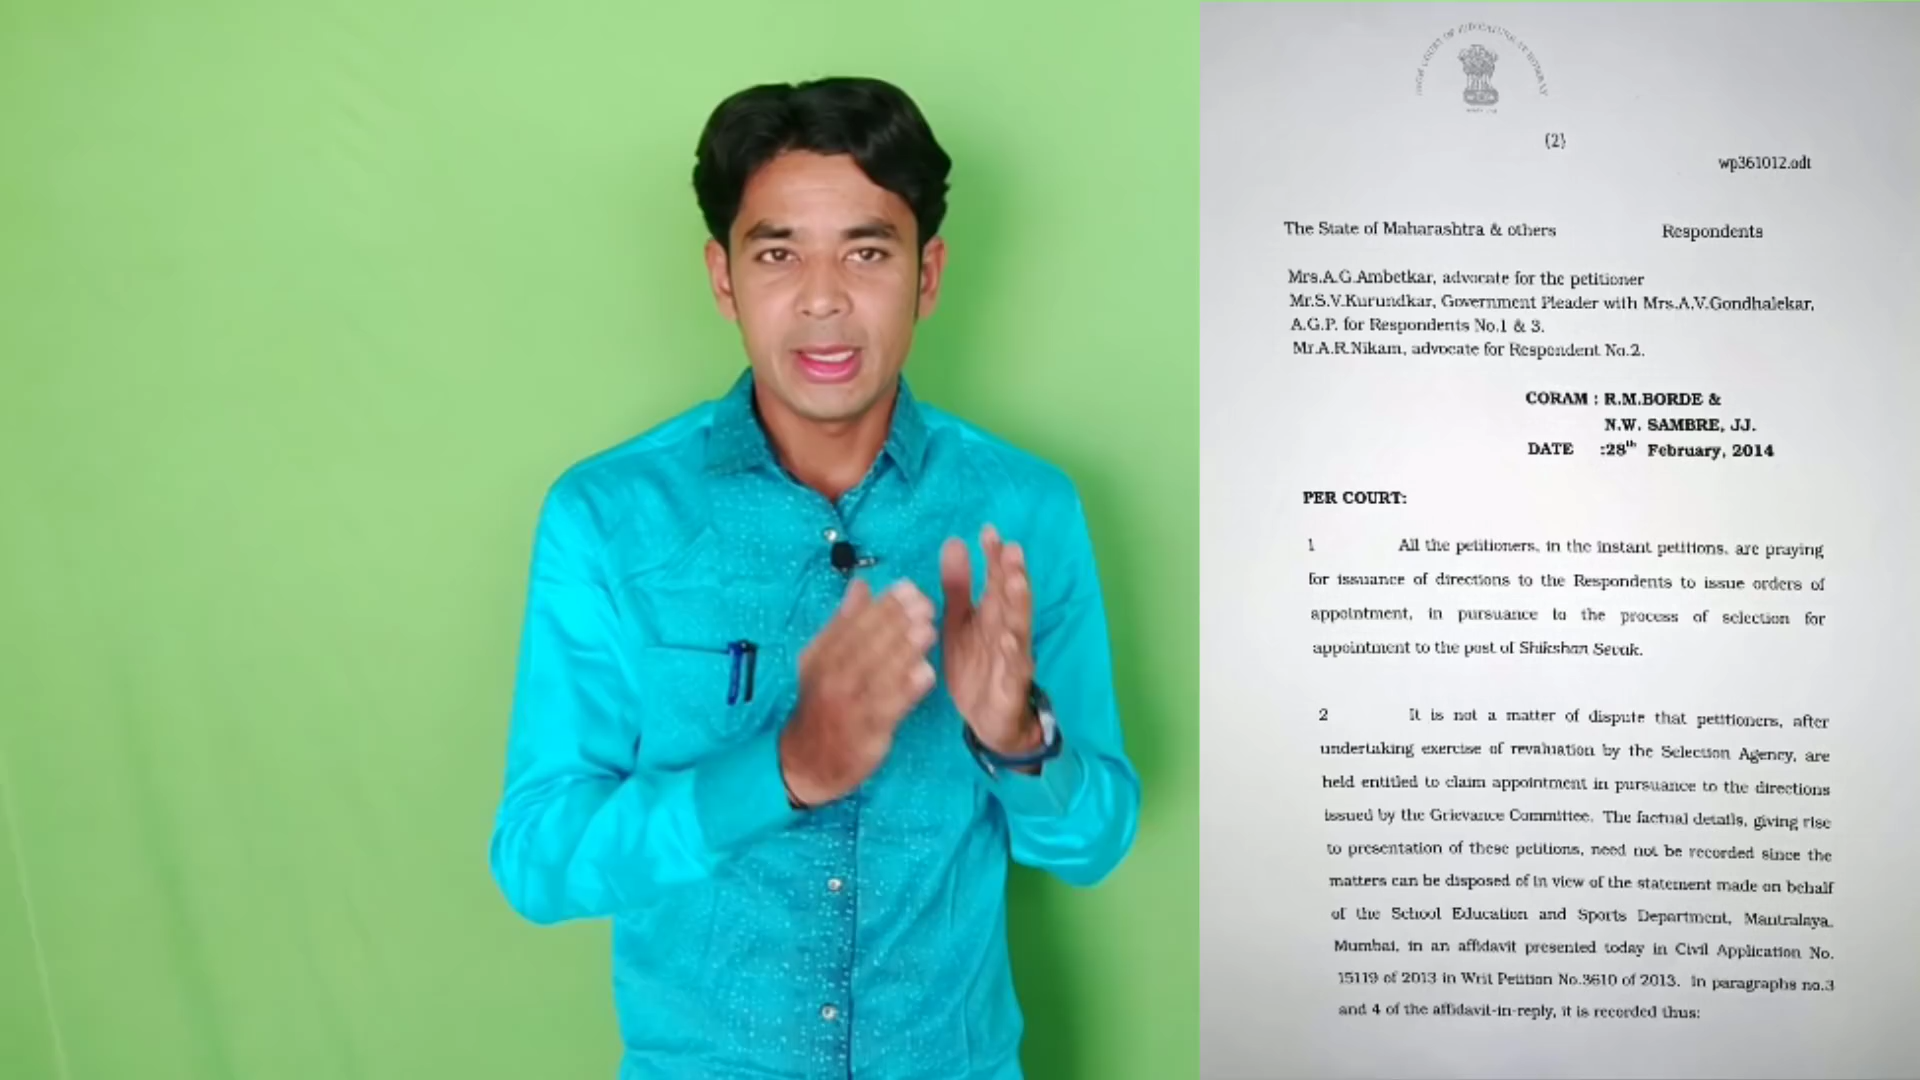 HIGH COURT OF JUDICATURE AT BOMBAY
{2}
wp361012.odt
The State of Maharashtra & others Respondents
Mrs.A.G.Ambetkar, advocate for the petitioner
Mr.S.V.Kurundkar, Government Pleader with Mrs.A.V.Gondhalekar,
A.G.P. for Respondents No.1 & 3.
Mr.A.R.Nikam, advocate for Respondent No.2.
CORAM : R.M.BORDE &
N.W. SAMBRE, JJ.
DATE :28th February, 2014
PER COURT:
1 All the petitioners, in the instant petitions, are praying
for issuance of directions to the Respondents to issue orders of
appointment, in pursuance to the process of selection for
appointment to the post of Shikshan Sevak.
2 It is not a matter of dispute that petitioners, after
undertaking exercise of revaluation by the Selection Agency, are
held entitled to claim appointment in pursuance to the directions
issued by the Grievance Committee. The factual details, giving rise
to presentation of these petitions, need not be recorded since the
matters can be disposed of in view of the statement made on behalf
of the School Education and Sports Department, Mantralaya,
Mumbai, in an affidavit presented today in Civil Application No.
15119 of 2013 in Writ Petition No.3610 of 2013. In paragraphs no.3
and 4 of the affidavit-in-reply, it is recorded thus: